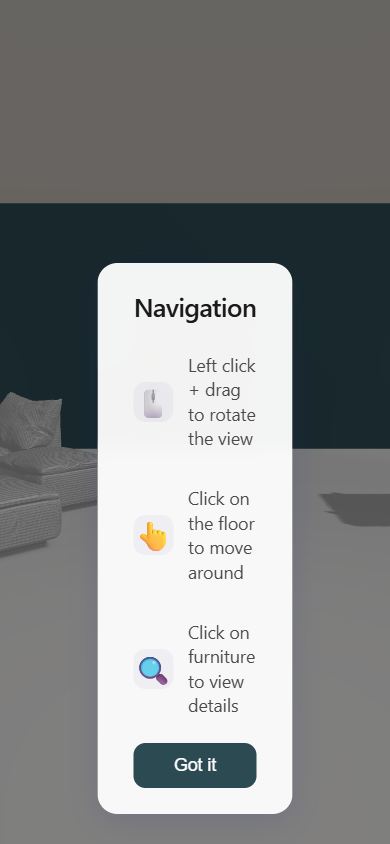 Navigation
Left click
+ drag
to rotate
the view
Click on
the floor
to move
around
Click on
furniture
to view
details
Got it